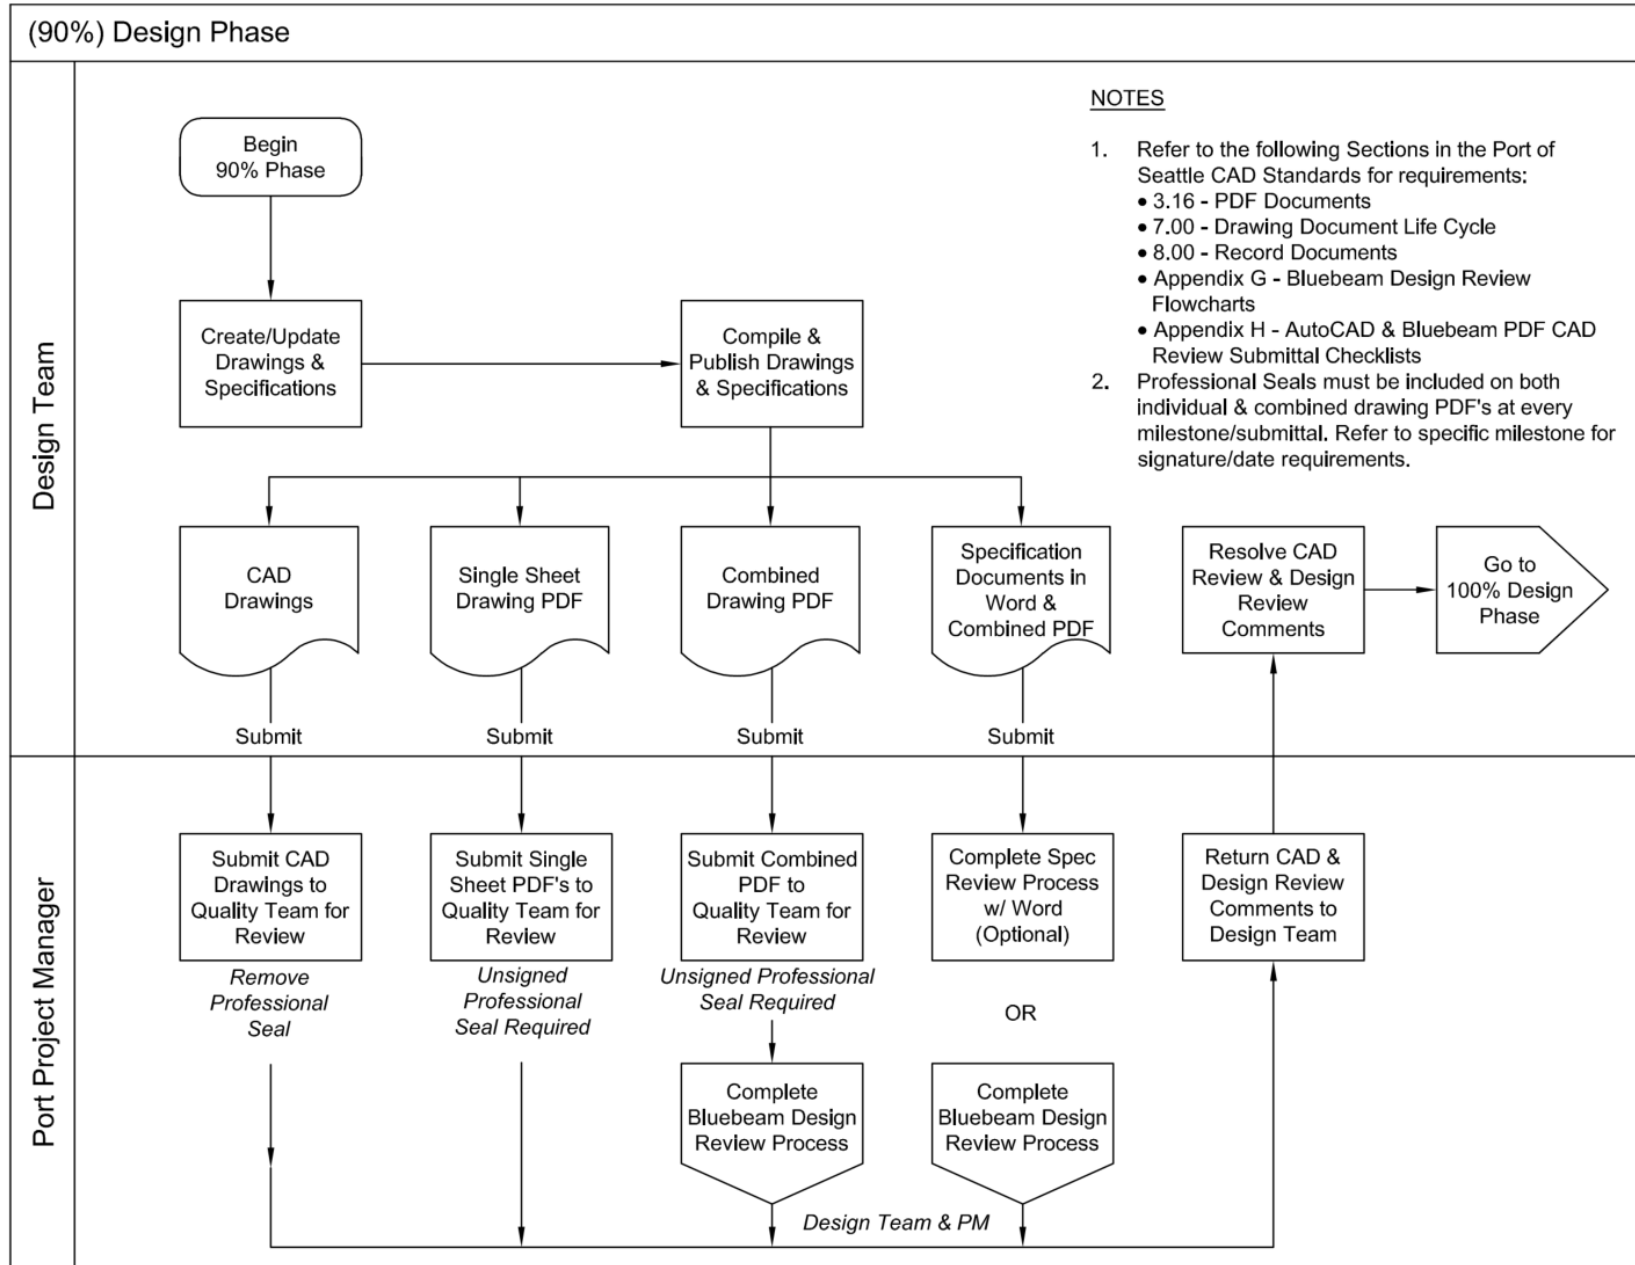 (90%) Design Phase
Design Team
Begin
90% Phase
Create/Update
Drawings &
Specifications
Compile &
Publish Drawings
& Specifications
NOTES
1. Refer to the following Sections in the Port of
Seattle CAD Standards for requirements:
• 3.16 - PDF Documents
• 7.00 - Drawing Document Life Cycle
• 8.00 - Record Documents
• Appendix G - Bluebeam Design Review
Flowcharts
• Appendix H - AutoCAD & Bluebeam PDF CAD
Review Submittal Checklists
2. Professional Seals must be included on both
individual & combined drawing PDF's at every
milestone/submittal. Refer to specific milestone for
signature/date requirements.
CAD
Drawings
Single Sheet
Drawing PDF
Combined
Drawing PDF
Specification
Documents in
Word &
Combined PDF
Resolve CAD
Review & Design
Review
Comments
Go to
100% Design
Phase
Submit
Submit
Submit
Submit
Port Project Manager
Submit CAD
Drawings to
Quality Team for
Review
Remove
Professional
Seal
Submit Single
Sheet PDF's to
Quality Team for
Review
Unsigned
Professional
Seal Required
Submit Combined
PDF to
Quality Team for
Review
Unsigned Professional
Seal Required
Complete Spec
Review Process
w/ Word
(Optional)
OR
Return CAD &
Design Review
Comments to
Design Team
Complete
Bluebeam Design
Review Process
Complete
Bluebeam Design
Review Process
Design Team & PM